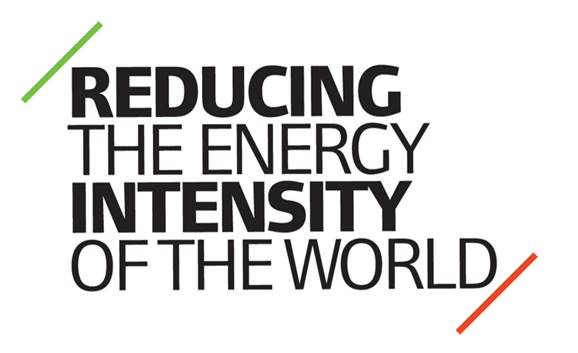 REDUCING
THE ENERGY
INTENSITY
OF THE WORLD